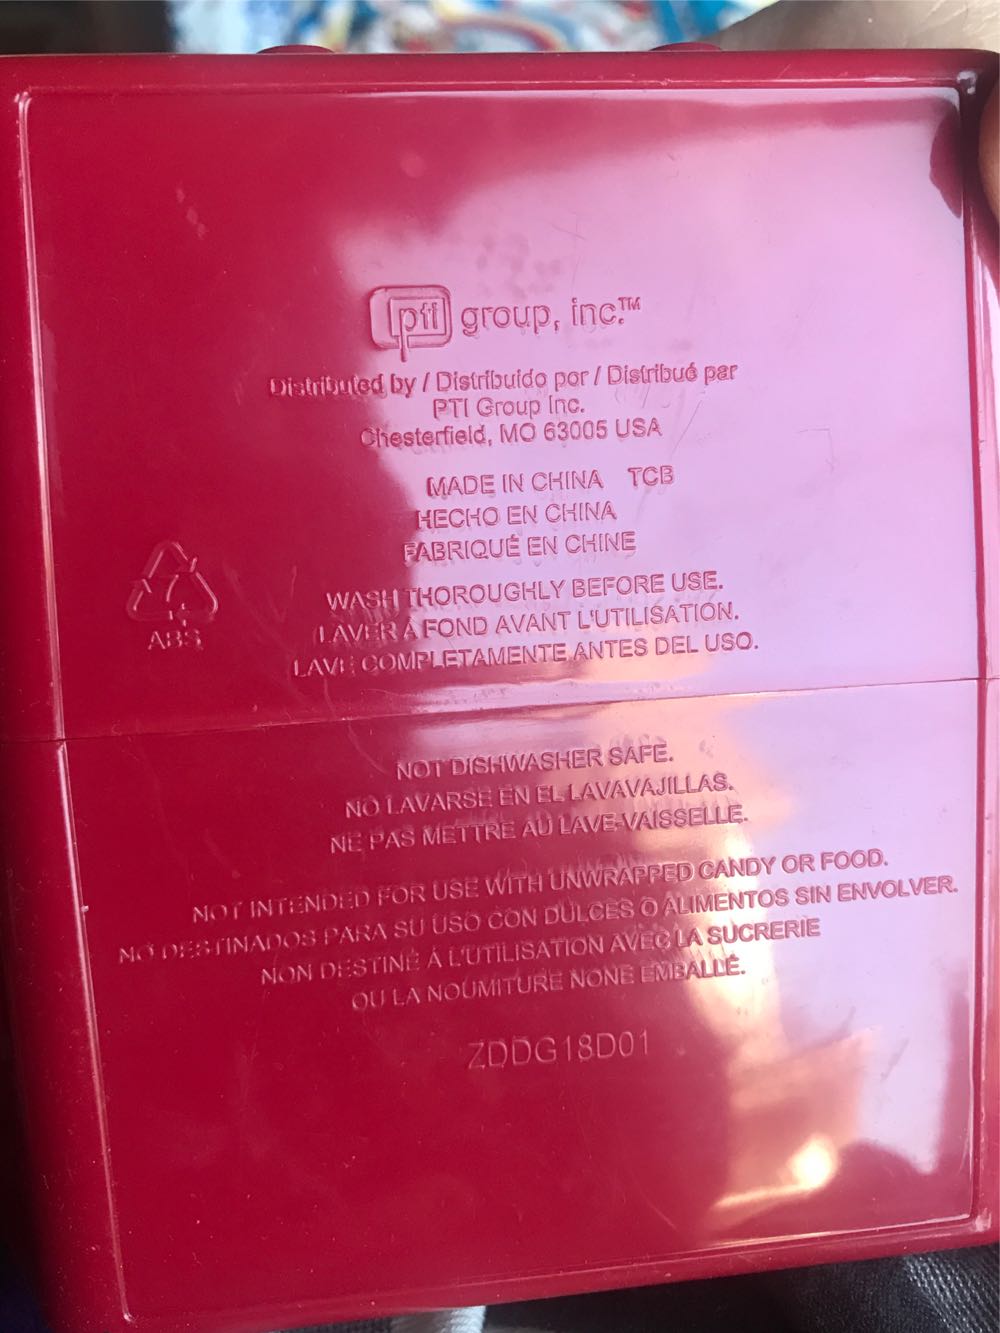 pti group, inc.™
Distributed by / Distribuido por / Distribué par
PTI Group Inc.
Chesterfield, MO 63005 USA
MADE IN CHINA TCB
HECHO EN CHINA
FABRIQUÉ EN CHINE
ABS
WASH THOROUGHLY BEFORE USE.
LAVER À FOND AVANT L'UTILISATION.
LAVE COMPLETAMENTE ANTES DEL USO.
NOT DISHWASHER SAFE.
NO LAVARSE EN EL LAVAVAJILLAS.
NE PAS METTRE AU LAVE-VAISSELLE.
NOT INTENDED FOR USE WITH UNWRAPPED CANDY OR FOOD.
NO DESTINADOS PARA SU USO CON DULCES O ALIMENTOS SIN ENVOLVER.
NON DESTINÉ À L'UTILISATION AVEC LA SUCRERIE
OU LA NOUMITURE NONE EMBALLÉ.
ZDDG18D01